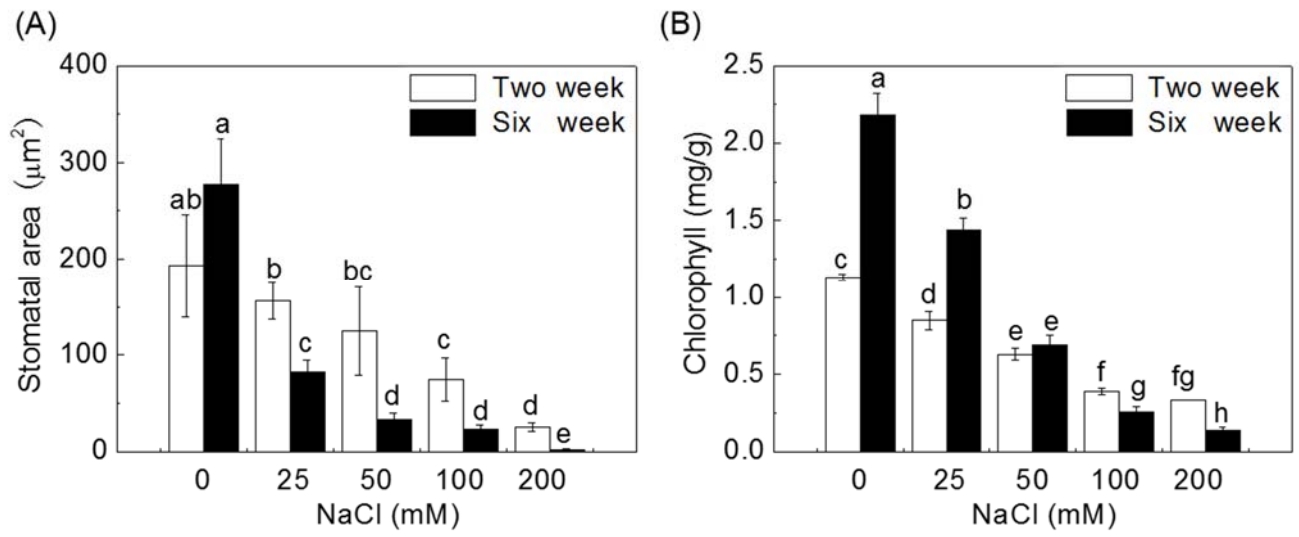 (A)
400
300
200
100
0
Stomatal area (μm²)
Two week
Six week
ab
a
b
c
bc
d
c
d
d
e
0 25 50 100 200
NaCl (mM)
(B)
2.5
2.0
1.5
1.0
0.5
0.0
Chlorophyll (mg/g)
Two week
Six week
c
a
d
b
e
e
f
g
fg
h
0 25 50 100 200
NaCl (mM)